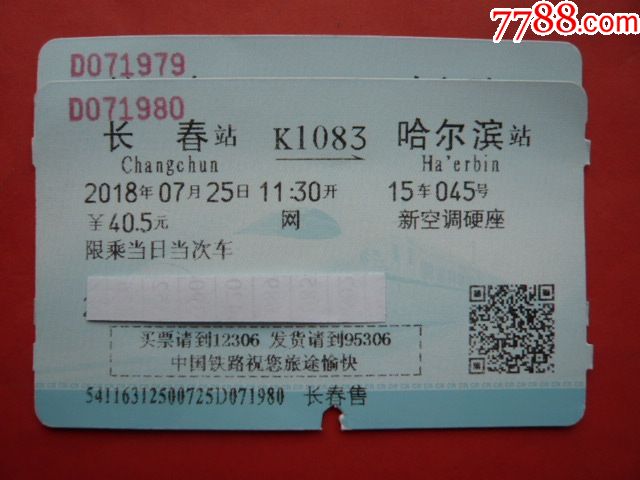 7788.com
D071979
D071980
长 春站 K1083 哈尔滨站
Changchun Ha'erbin
2018年07月25日 11:30开 15车045号
￥40.5元 网 新空调硬座
限乘当日当次车
买票请到12306 发货请到95306
中国铁路祝您旅途愉快
54116312500725D071980 长春售